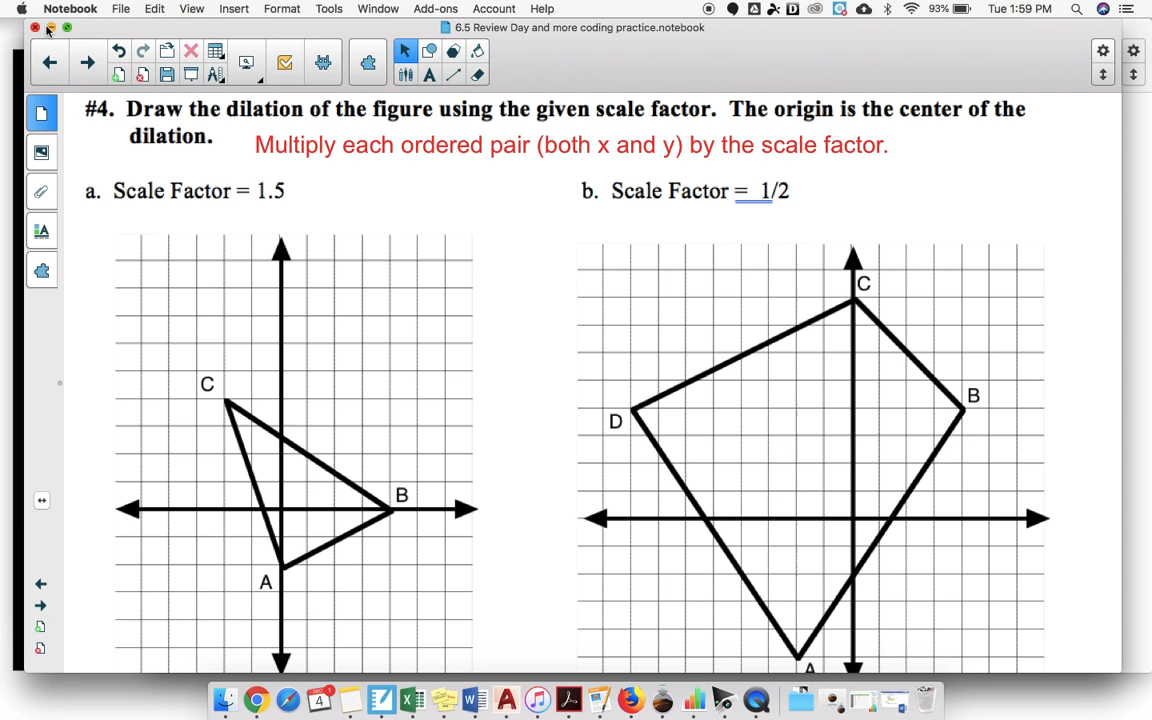 Notebook File Edit View Insert Format Tools Window Add-ons Account Help 93% Tue 1:59 PM
6.5 Review Day and more coding practice.notebook
#4. Draw the dilation of the figure using the given scale factor. The origin is the center of the
dilation.
Multiply each ordered pair (both x and y) by the scale factor.
a. Scale Factor = 1.5
b. Scale Factor = 1/2
C
B
A
C
B
D
A
DEC
4